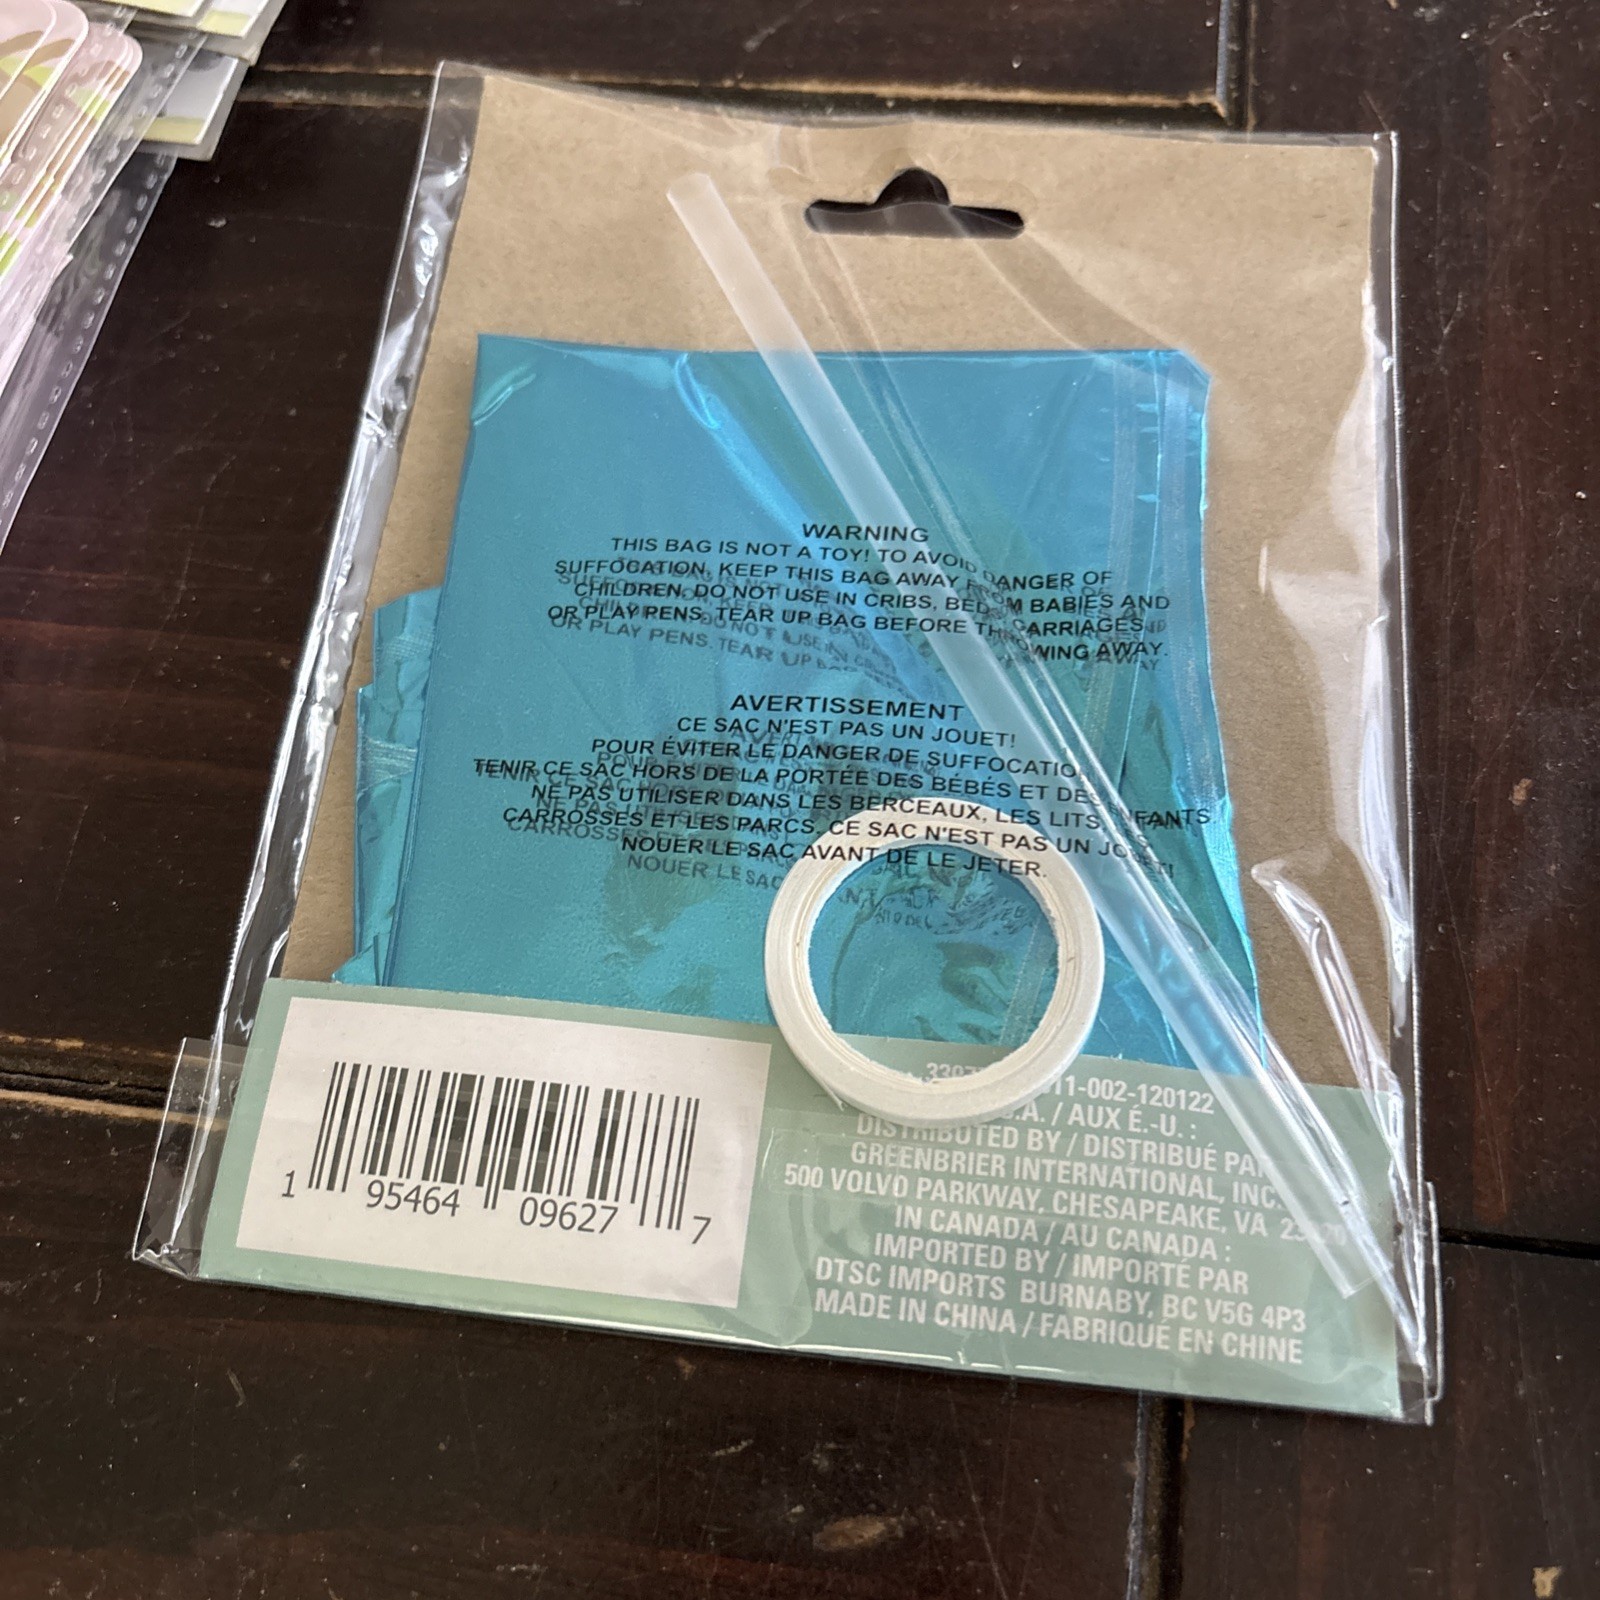 WARNING
THIS BAG IS NOT A TOY! TO AVOID DANGER OF
SUFFOCATION, KEEP THIS BAG AWAY BABIES AND
CHILDREN. DO NOT USE IN CRIBS, CARRIAGES
OR PLAY PENS. TEAR UP BAG BEFORE AWAY.
AVERTISSEMENT
CE SAC N'EST PAS UN JOUET!
POUR ÉVITER LE DANGER DE SUFFOCATION
TENIR CE SAC HORS DE LA PORTÉE DES BÉBÉS ET DES ENFANTS
NE PAS UTILISER DANS LES BERCEAUX, LES LITS,
CARROSSES ET LES PARCS. CE SAC N'EST PAS UN JOUET!
NOUER LE SAC AVANT DE LE JETER.
1 95464 09627 7
11-002-120122
/ AUX É.-U. :
DISTRIBUTED BY / DISTRIBUÉ PAR
GREENBRIER INTERNATIONAL, INC.
500 VOLVO PARKWAY, CHESAPEAKE, VA
IN CANADA / AU CANADA :
IMPORTED BY / IMPORTÉ PAR
DTSC IMPORTS BURNABY, BC V5G 4P3
MADE IN CHINA / FABRIQUÉ EN CHINE